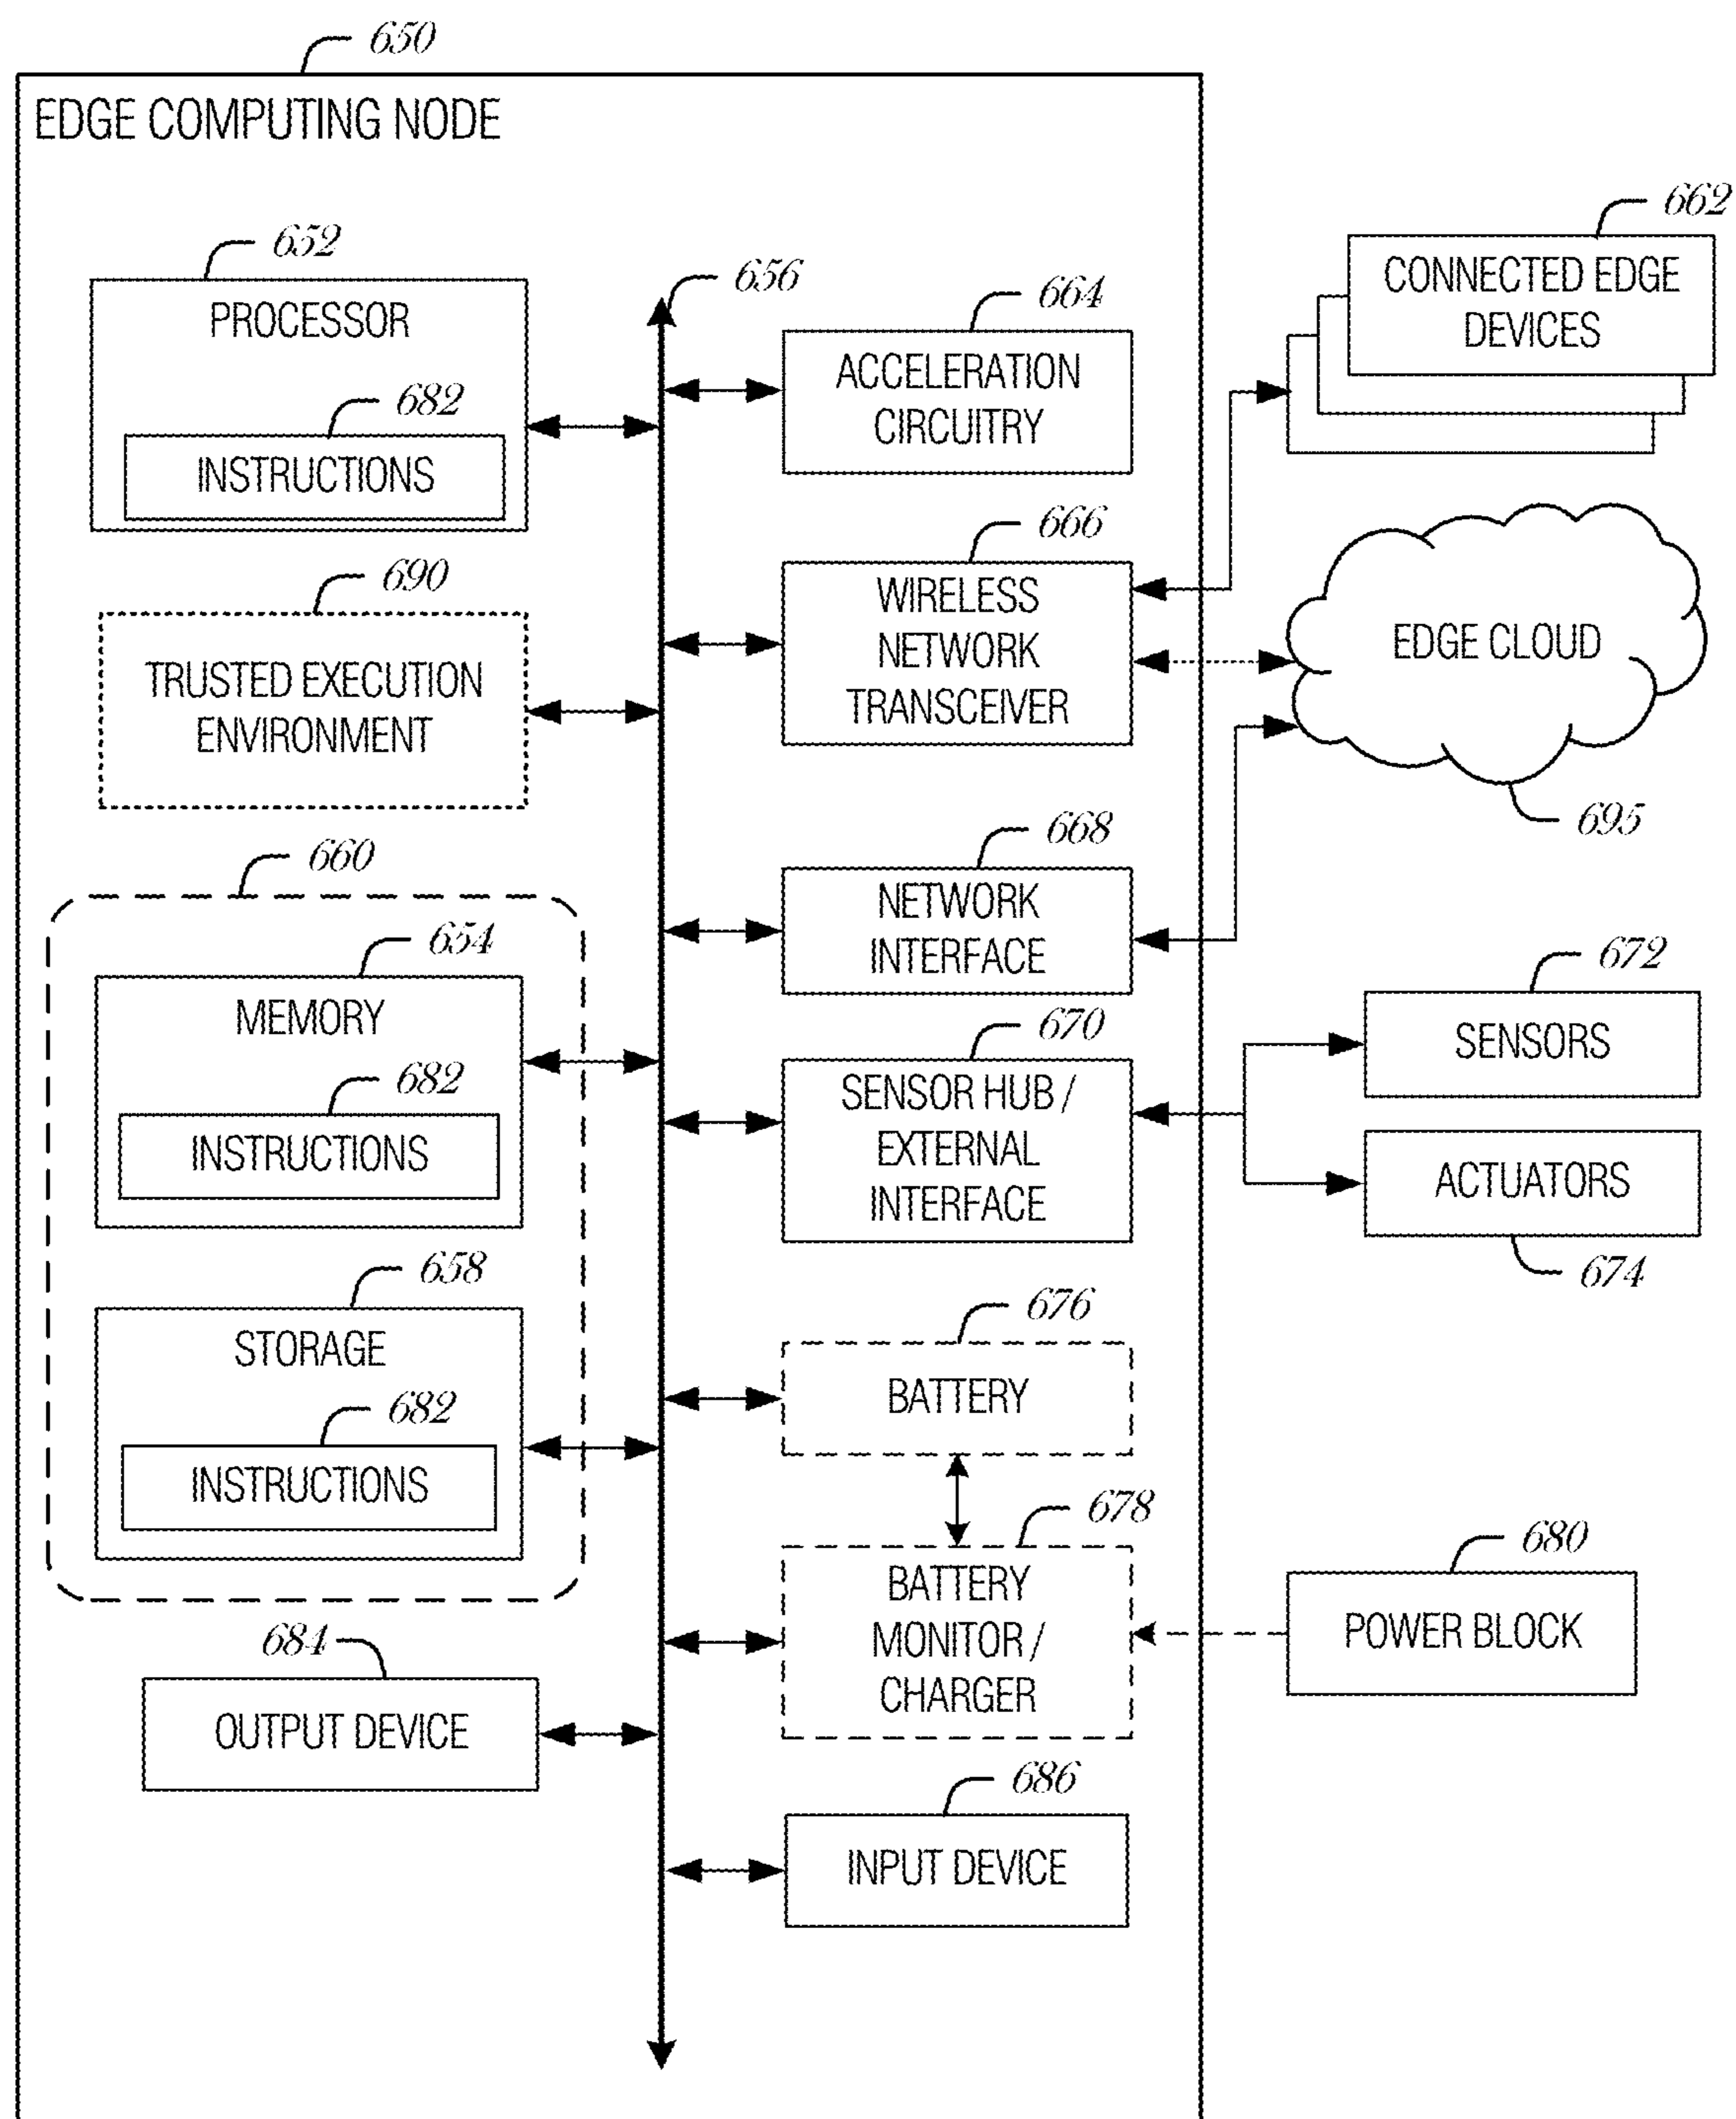 650
EDGE COMPUTING NODE
652
PROCESSOR
682
INSTRUCTIONS
690
TRUSTED EXECUTION
ENVIRONMENT
660
654
MEMORY
682
INSTRUCTIONS
658
STORAGE
682
INSTRUCTIONS
684
OUTPUT DEVICE
656
664
ACCELERATION
CIRCUITRY
666
WIRELESS
NETWORK
TRANSCEIVER
668
NETWORK
INTERFACE
670
SENSOR HUB /
EXTERNAL
INTERFACE
676
BATTERY
678
BATTERY
MONITOR /
CHARGER
686
INPUT DEVICE
662
CONNECTED EDGE
DEVICES
EDGE CLOUD
695
672
SENSORS
ACTUATORS
674
680
POWER BLOCK